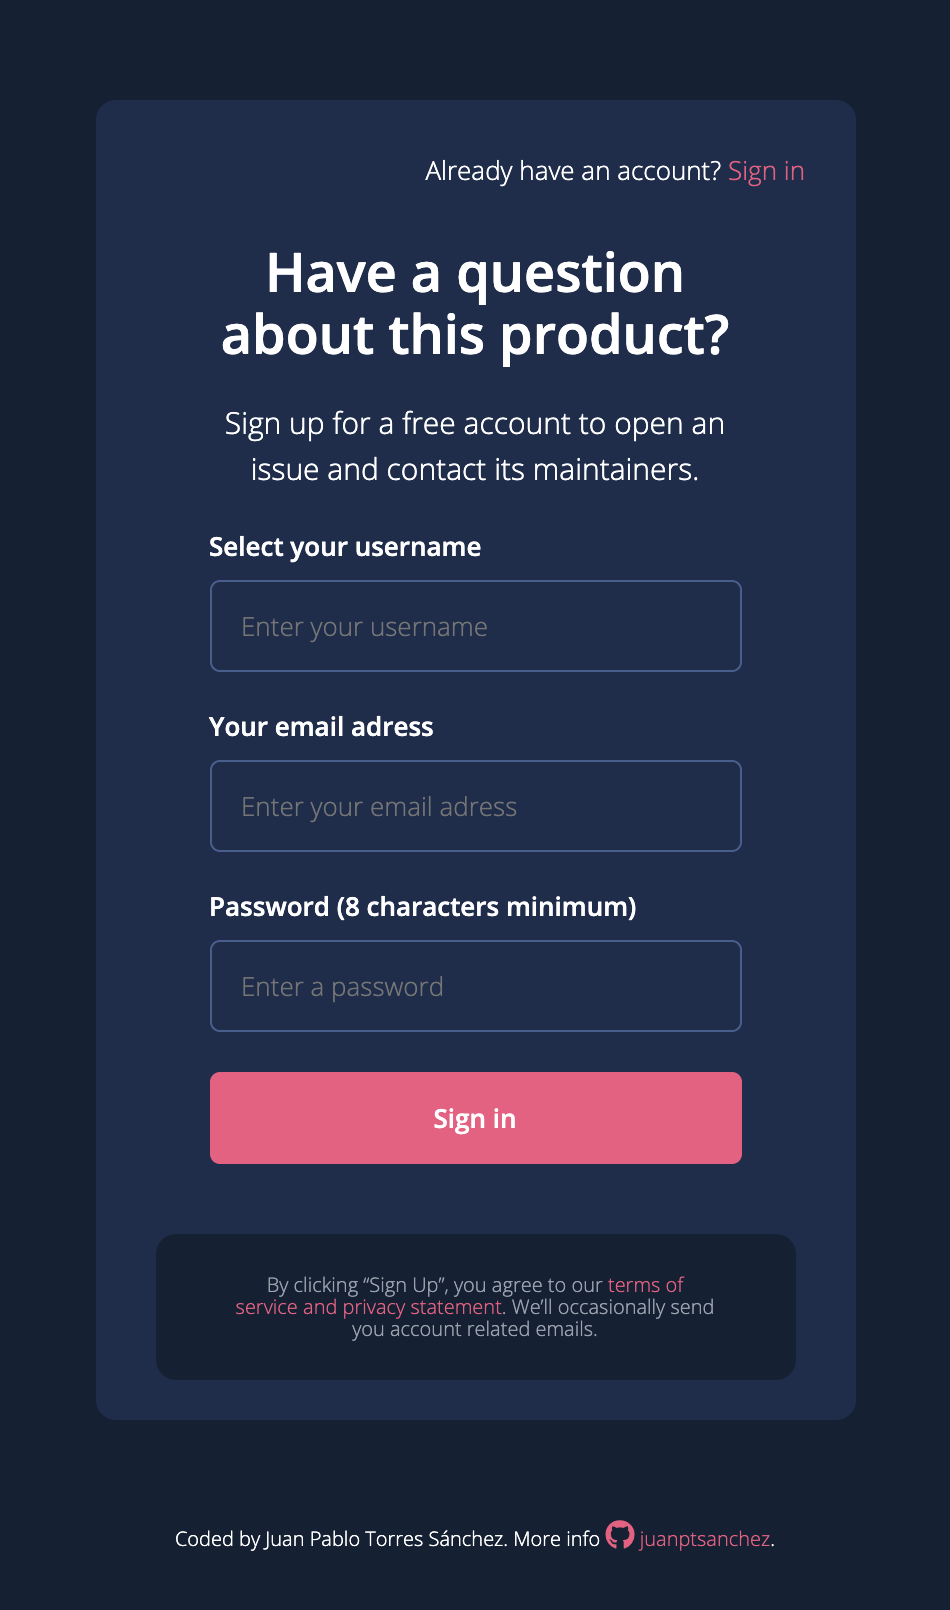 Already have an account? Sign in
Have a question
about this product?
Sign up for a free account to open an
issue and contact its maintainers.
Select your username
Enter your username
Your email adress
Enter your email adress
Password (8 characters minimum)
Enter a password
Sign in
By clicking “Sign Up”, you agree to our terms of
service and privacy statement. We’ll occasionally send
you account related emails.
Coded by Juan Pablo Torres Sánchez. More info juanptsanchez.